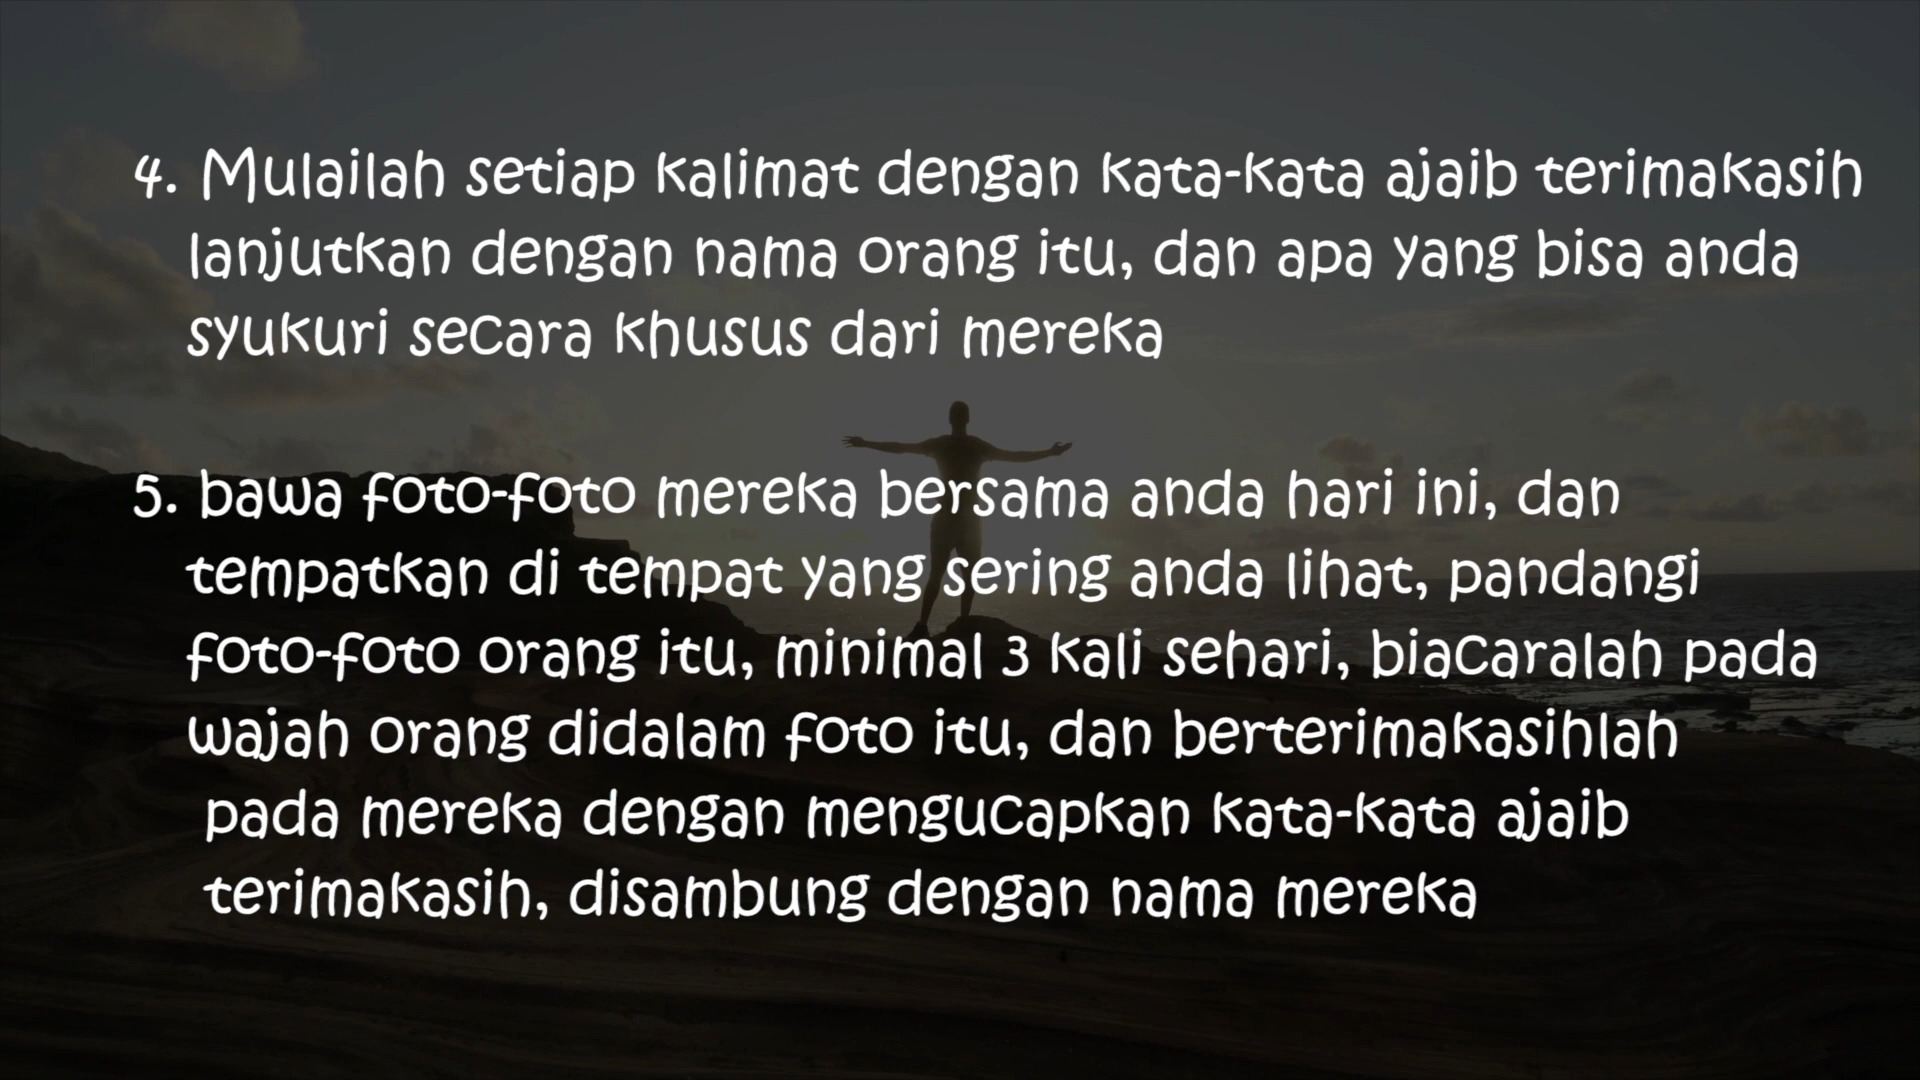 4. Mulailah setiap kalimat dengan kata-kata ajaib terimakasih
lanjutkan dengan nama orang itu, dan apa yang bisa anda
syukuri secara khusus dari mereka
5. bawa foto-foto mereka bersama anda hari ini, dan
tempatkan di tempat yang sering anda lihat, pandangi
foto-foto orang itu, minimal 3 kali sehari, biacaralah pada
wajah orang didalam foto itu, dan berterimakasihlah
pada mereka dengan mengucapkan kata-kata ajaib
terimakasih, disambung dengan nama mereka